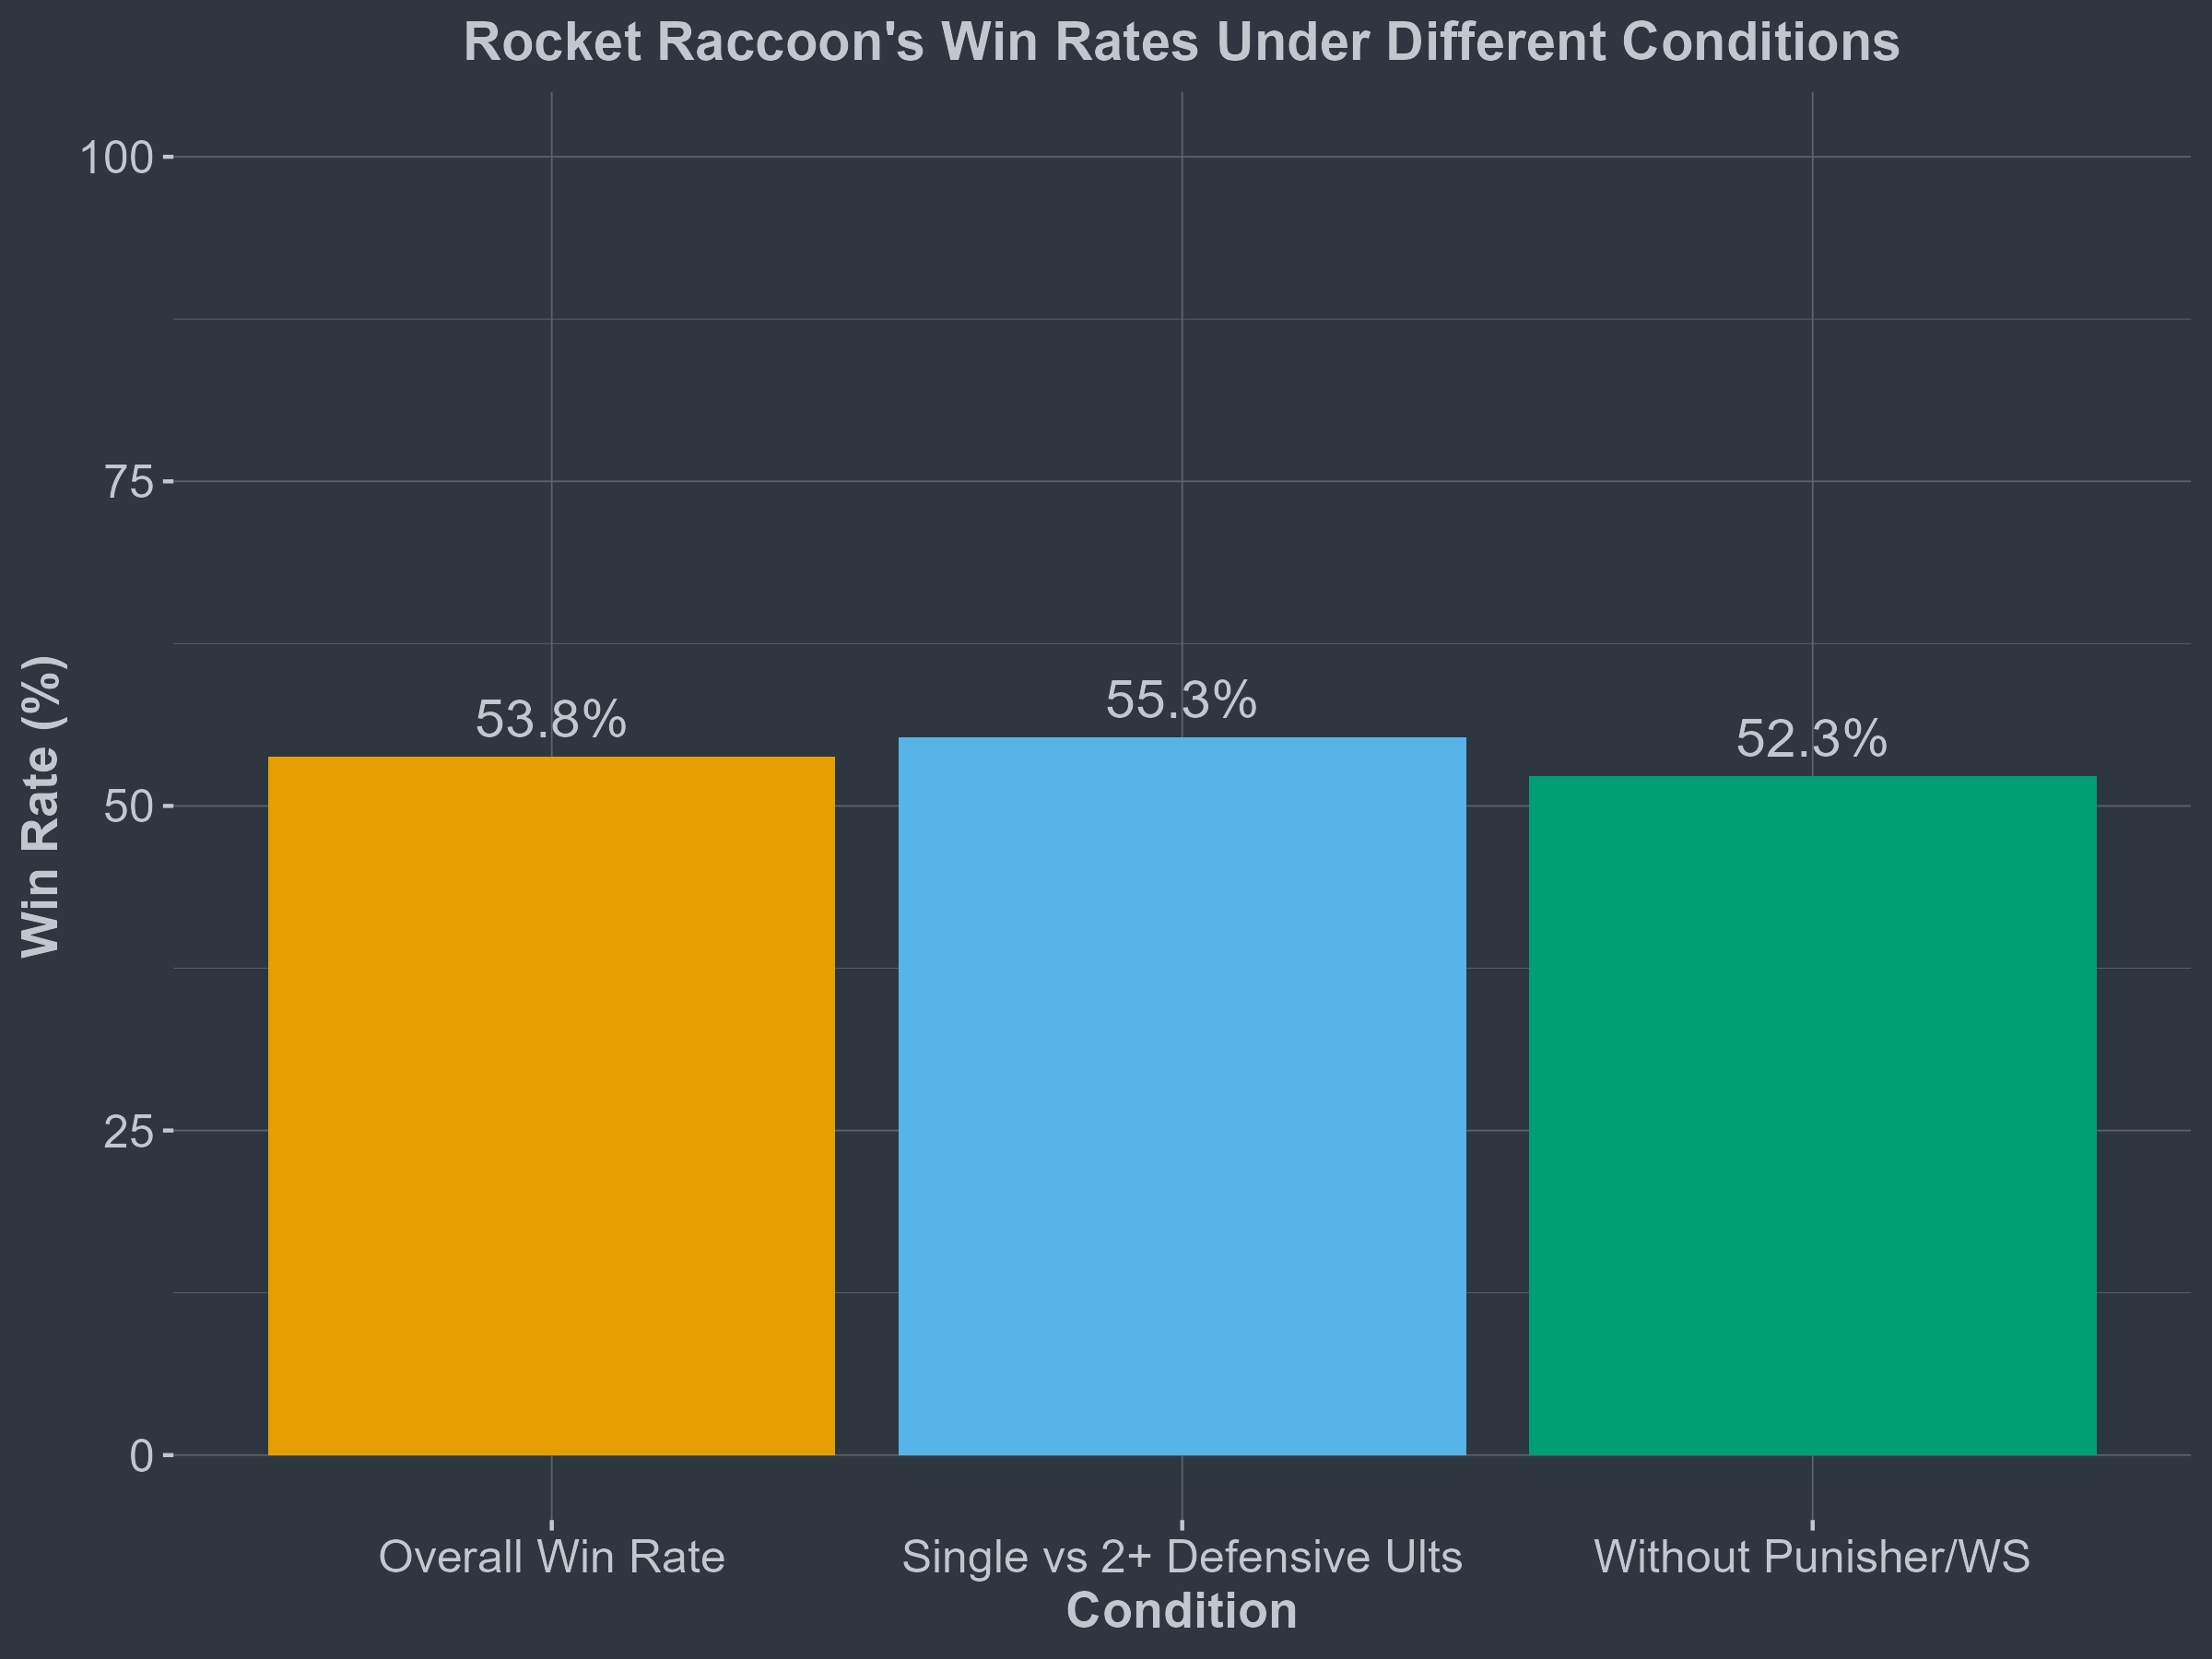 Rocket Raccoon's Win Rates Under Different Conditions
Win Rate (%)
100
75
50
25
0
53.8%
55.3%
52.3%
Overall Win Rate
Single vs 2+ Defensive Ults
Without Punisher/WS
Condition